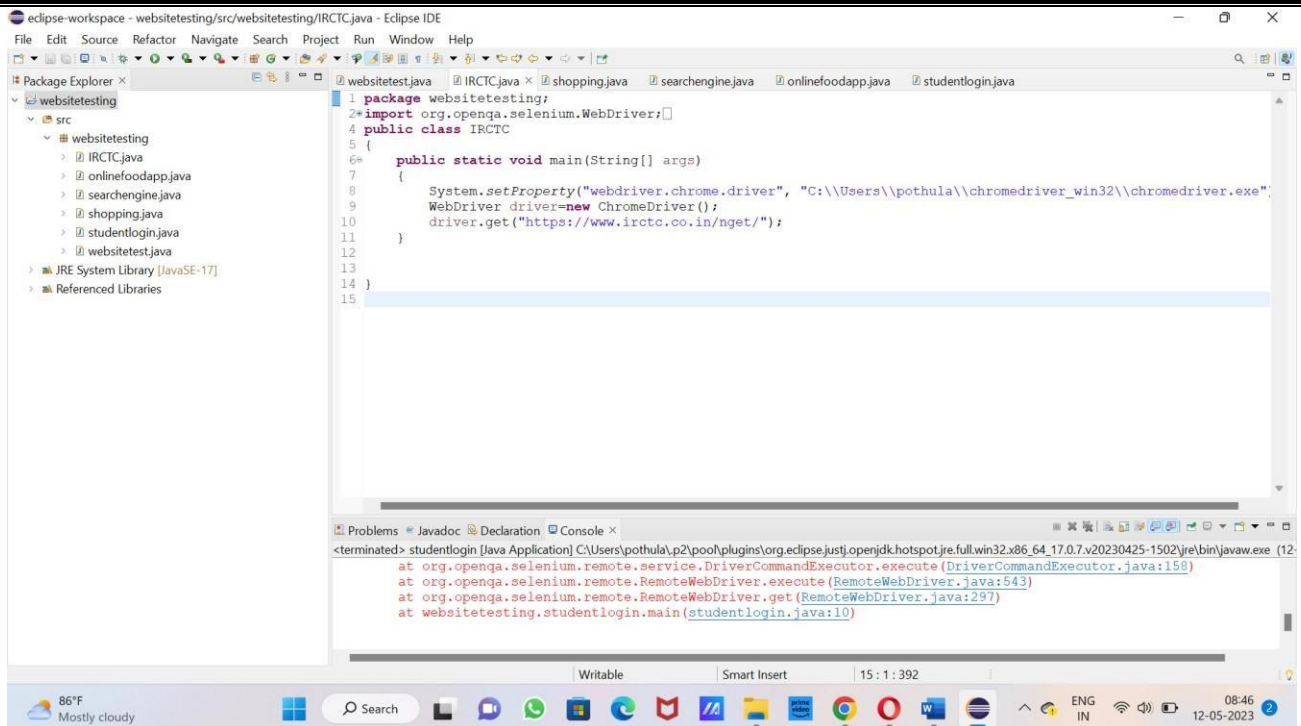 eclipse-workspace - websitetesting/src/websitetesting/IRCTC.java - Eclipse IDE
File Edit Source Refactor Navigate Search Project Run Window Help
Package Explorer ×
websitetesting
src
websitetesting
IRCTC.java
onlinefoodapp.java
searchengine.java
shopping.java
studentlogin.java
websitetest.java
JRE System Library [JavaSE-17]
Referenced Libraries
websitetest.java IRCTC.java × shopping.java searchengine.java onlinefoodapp.java studentlogin.java
1 package websitetesting;
2 import org.openqa.selenium.WebDriver;
4 public class IRCTC
5 {
6 public static void main(String[] args)
7 {
8 System.setProperty("webdriver.chrome.driver", "C:\\Users\\pothula\\chromedriver_win32\\chromedriver.exe")
9 WebDriver driver=new ChromeDriver();
10 driver.get("https://www.irctc.co.in/nget/");
11 }
12
13
14 }
15
Problems Javadoc Declaration Console ×
<terminated> studentlogin [Java Application] C:\Users\pothula\.p2\pool\plugins\org.eclipse.justj.openjdk.hotspot.jre.full.win32.x86_64_17.0.7.v20230425-1502\jre\bin\javaw.exe (12-
at org.openqa.selenium.remote.service.DriverCommandExecutor.execute(DriverCommandExecutor.java:158)
at org.openqa.selenium.remote.RemoteWebDriver.execute(RemoteWebDriver.java:543)
at org.openqa.selenium.remote.RemoteWebDriver.get(RemoteWebDriver.java:297)
at websitetesting.studentlogin.main(studentlogin.java:10)
Writable Smart Insert 15 : 1 : 392
86°F
Mostly cloudy
Search
prime video
ENG
IN
08:46
12-05-2023
2